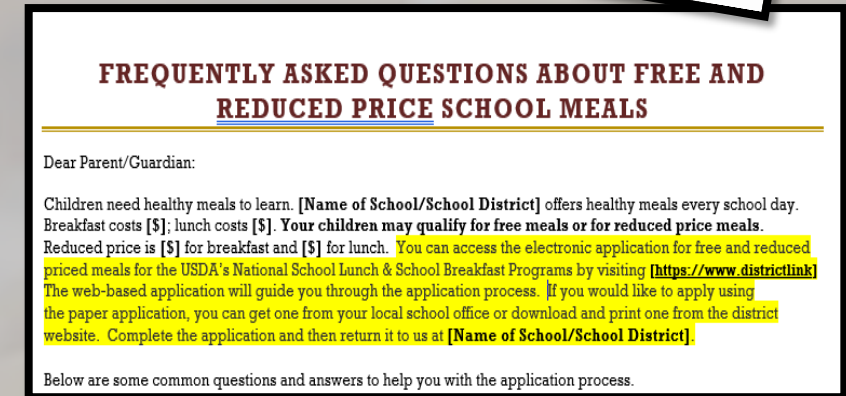 FREQUENTLY ASKED QUESTIONS ABOUT FREE AND
REDUCED PRICE SCHOOL MEALS
Dear Parent/Guardian:
Children need healthy meals to learn. [Name of School/School District] offers healthy meals every school day.
Breakfast costs [$]; lunch costs [$]. Your children may qualify for free meals or for reduced price meals.
Reduced price is [$] for breakfast and [$] for lunch. You can access the electronic application for free and reduced
priced meals for the USDA's National School Lunch & School Breakfast Programs by visiting [https://www.districtlink]
The web-based application will guide you through the application process. If you would like to apply using
the paper application, you can get one from your local school office or download and print one from the district
website. Complete the application and then return it to us at [Name of School/School District].
Below are some common questions and answers to help you with the application process.